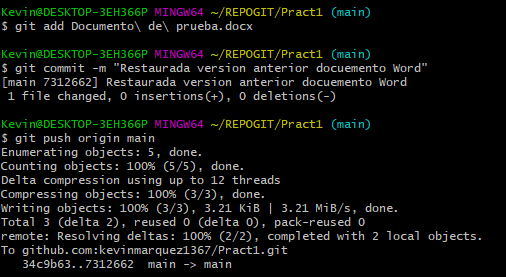 Kevin@DESKTOP-3EH366P MINGW64 ~/REPOGIT/Pract1 (main)
$ git add Documento\ de\ prueba.docx

Kevin@DESKTOP-3EH366P MINGW64 ~/REPOGIT/Pract1 (main)
$ git commit -m "Restaurada version anterior docuemento Word"
[main 7312662] Restaurada version anterior docuemento Word
 1 file changed, 0 insertions(+), 0 deletions(-)

Kevin@DESKTOP-3EH366P MINGW64 ~/REPOGIT/Pract1 (main)
$ git push origin main
Enumerating objects: 5, done.
Counting objects: 100% (5/5), done.
Delta compression using up to 12 threads
Compressing objects: 100% (3/3), done.
Writing objects: 100% (3/3), 3.21 KiB | 3.21 MiB/s, done.
Total 3 (delta 2), reused 0 (delta 0), pack-reused 0
remote: Resolving deltas: 100% (2/2), completed with 2 local objects.
To github.com:kevinmarquez1367/Pract1.git
   34c9b63..7312662  main -> main